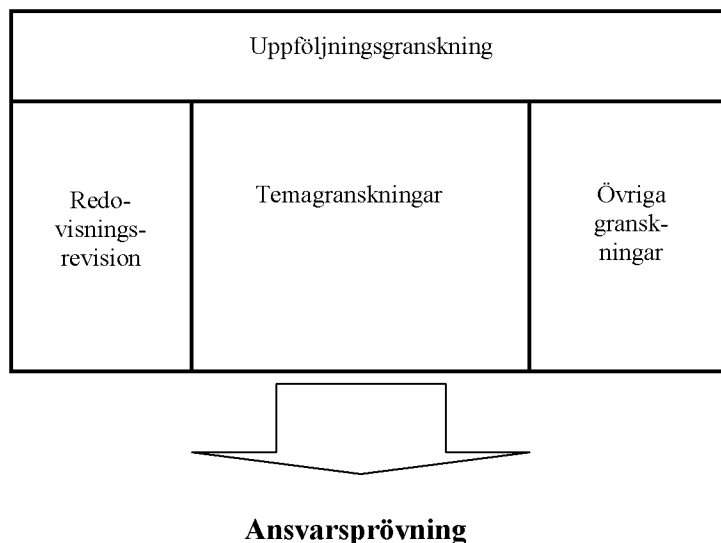 Uppföljningsgranskning
Redo-
visnings-
revision
Temagranskningar
Övriga
gransk-
ningar
Ansvarsprövning